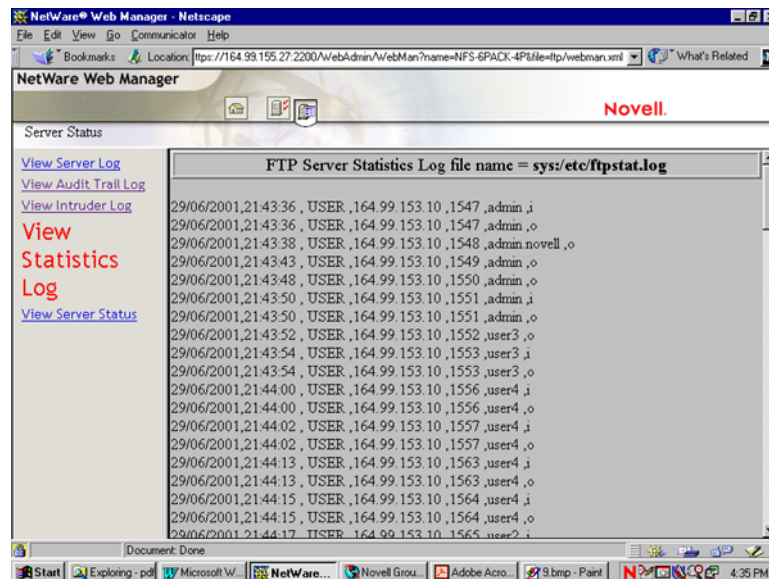 NetWare® Web Manager - Netscape
File Edit View Go Communicator Help
Bookmarks Location: ttps://164.99.155.27:2200/WebAdmin/WebMan?name=NFS-6PACK-4P&file=ftp/webman.xml What's Related
NetWare Web Manager
Novell.
Server Status
View Server Log
View Audit Trail Log
View Intruder Log
View
Statistics
Log
View Server Status
FTP Server Statistics Log file name = sys:/etc/ftpstat.log
29/06/2001,21:43:36 , USER ,164.99.153.10 ,1547 ,admin ,i
29/06/2001,21:43:36 , USER ,164.99.153.10 ,1547 ,admin ,o
29/06/2001,21:43:38 , USER ,164.99.153.10 ,1548 ,admin.novell ,o
29/06/2001,21:43:43 , USER ,164.99.153.10 ,1549 ,admin ,o
29/06/2001,21:43:48 , USER ,164.99.153.10 ,1550 ,admin ,o
29/06/2001,21:43:50 , USER ,164.99.153.10 ,1551 ,admin ,i
29/06/2001,21:43:50 , USER ,164.99.153.10 ,1551 ,admin ,o
29/06/2001,21:43:52 , USER ,164.99.153.10 ,1552 ,user3 ,o
29/06/2001,21:43:54 , USER ,164.99.153.10 ,1553 ,user3 ,i
29/06/2001,21:43:54 , USER ,164.99.153.10 ,1553 ,user3 ,o
29/06/2001,21:44:00 , USER ,164.99.153.10 ,1556 ,user4 ,i
29/06/2001,21:44:00 , USER ,164.99.153.10 ,1556 ,user4 ,o
29/06/2001,21:44:02 , USER ,164.99.153.10 ,1557 ,user4 ,i
29/06/2001,21:44:02 , USER ,164.99.153.10 ,1557 ,user4 ,o
29/06/2001,21:44:13 , USER ,164.99.153.10 ,1563 ,user4 ,i
29/06/2001,21:44:13 , USER ,164.99.153.10 ,1563 ,user4 ,o
29/06/2001,21:44:15 , USER ,164.99.153.10 ,1564 ,user4 ,i
29/06/2001,21:44:15 , USER ,164.99.153.10 ,1564 ,user4 ,o
29/06/2001,21:44:17 , USER ,164.99.153.10 ,1565 ,user2 ,i
Document: Done
Start Exploring - pdf Microsoft W... NetWare... Novell Grou... Adobe Acro... 9.bmp - Paint 4:35 PM